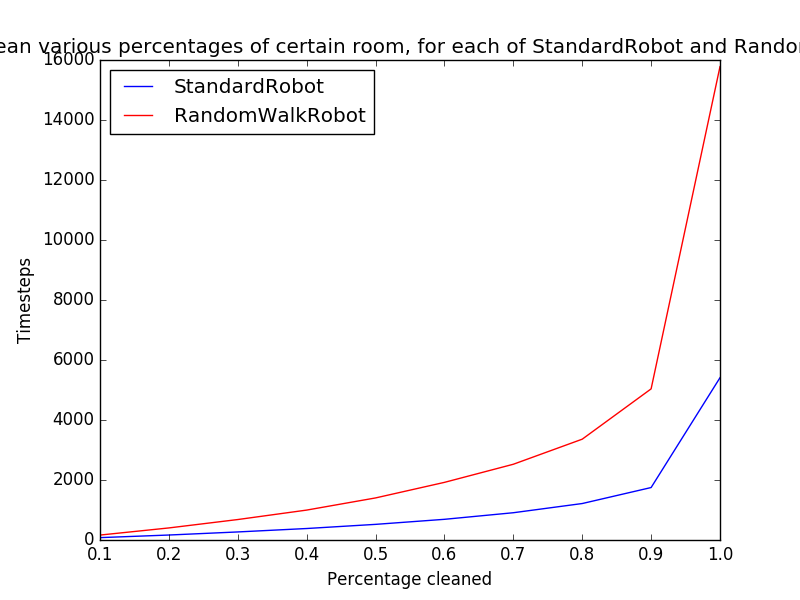 ean various percentages of certain room, for each of StandardRobot and Rando
StandardRobot
RandomWalkRobot
16000
14000
12000
10000
8000
6000
4000
2000
0
Timesteps
0.1 0.2 0.3 0.4 0.5 0.6 0.7 0.8 0.9 1.0
Percentage cleaned